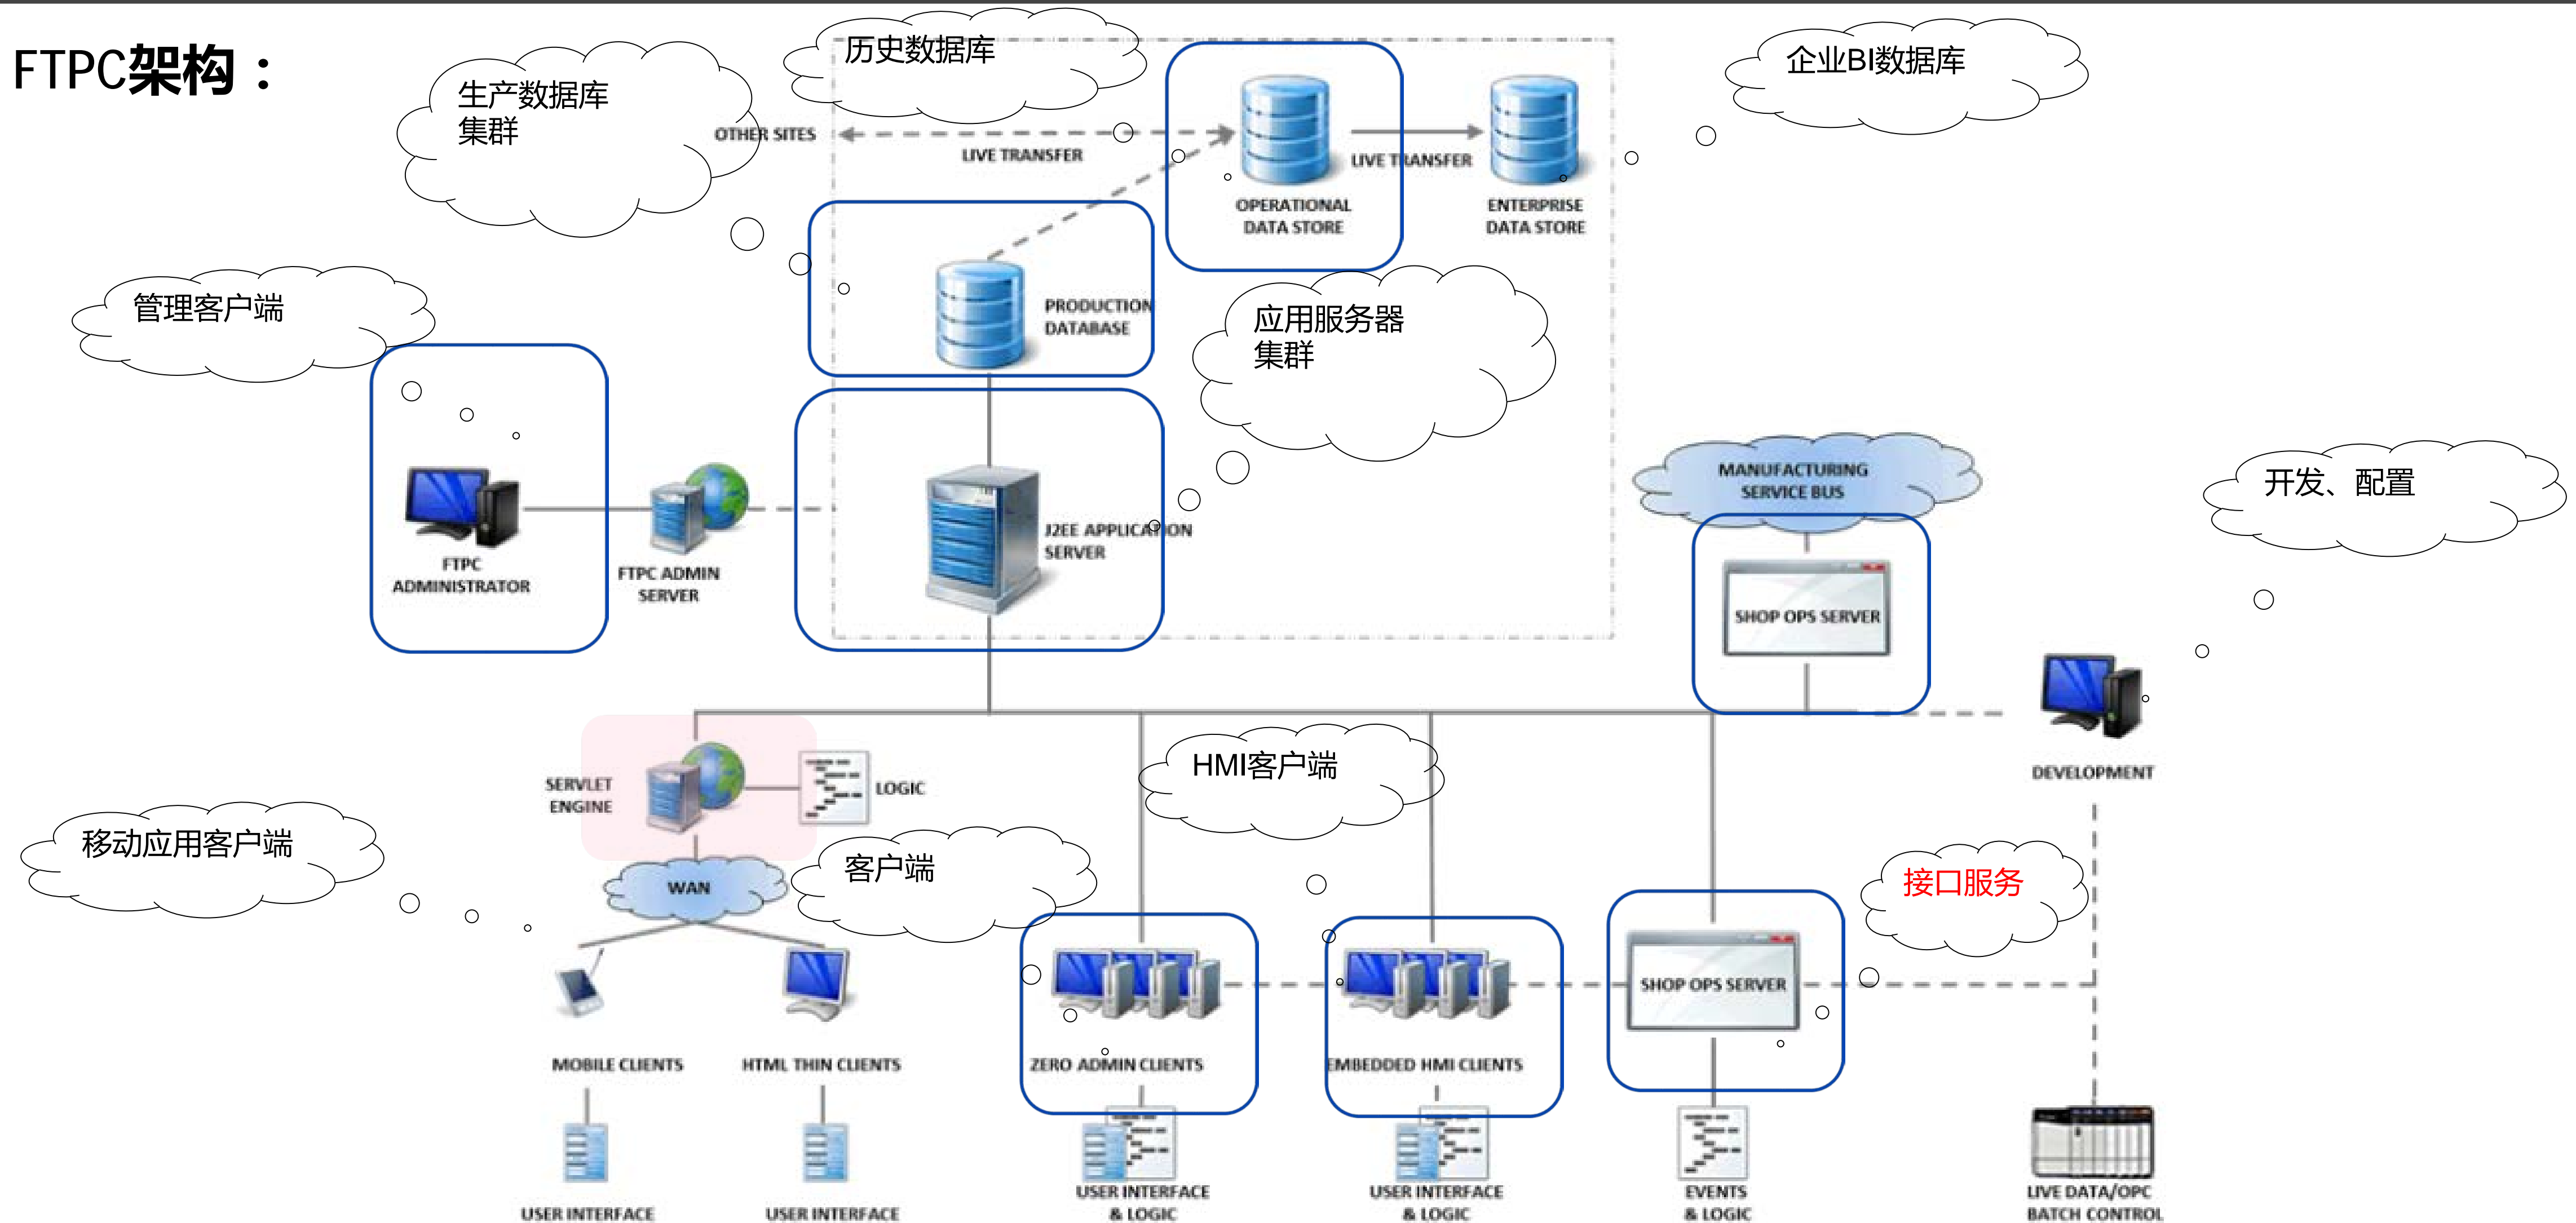 FTPC架构：
历史数据库
企业BI数据库
生产数据库
集群
OTHER SITES
LIVE TRANSFER
LIVE TRANSFER
OPERATIONAL
DATA STORE
ENTERPRISE
DATA STORE
管理客户端
PRODUCTION
DATABASE
应用服务器
集群
MANUFACTURING
SERVICE BUS
开发、配置
J2EE APPLICATION
SERVER
FTPC
ADMINISTRATOR
FTPC ADMIN
SERVER
SHOP OPS SERVER
HMI客户端
DEVELOPMENT
SERVLET
ENGINE
LOGIC
移动应用客户端
WAN
客户端
接口服务
SHOP OPS SERVER
MOBILE CLIENTS
HTML THIN CLIENTS
ZERO ADMIN CLIENTS
EMBEDDED HMI CLIENTS
USER INTERFACE
USER INTERFACE
USER INTERFACE
& LOGIC
USER INTERFACE
& LOGIC
EVENTS
& LOGIC
LIVE DATA/OPC
BATCH CONTROL